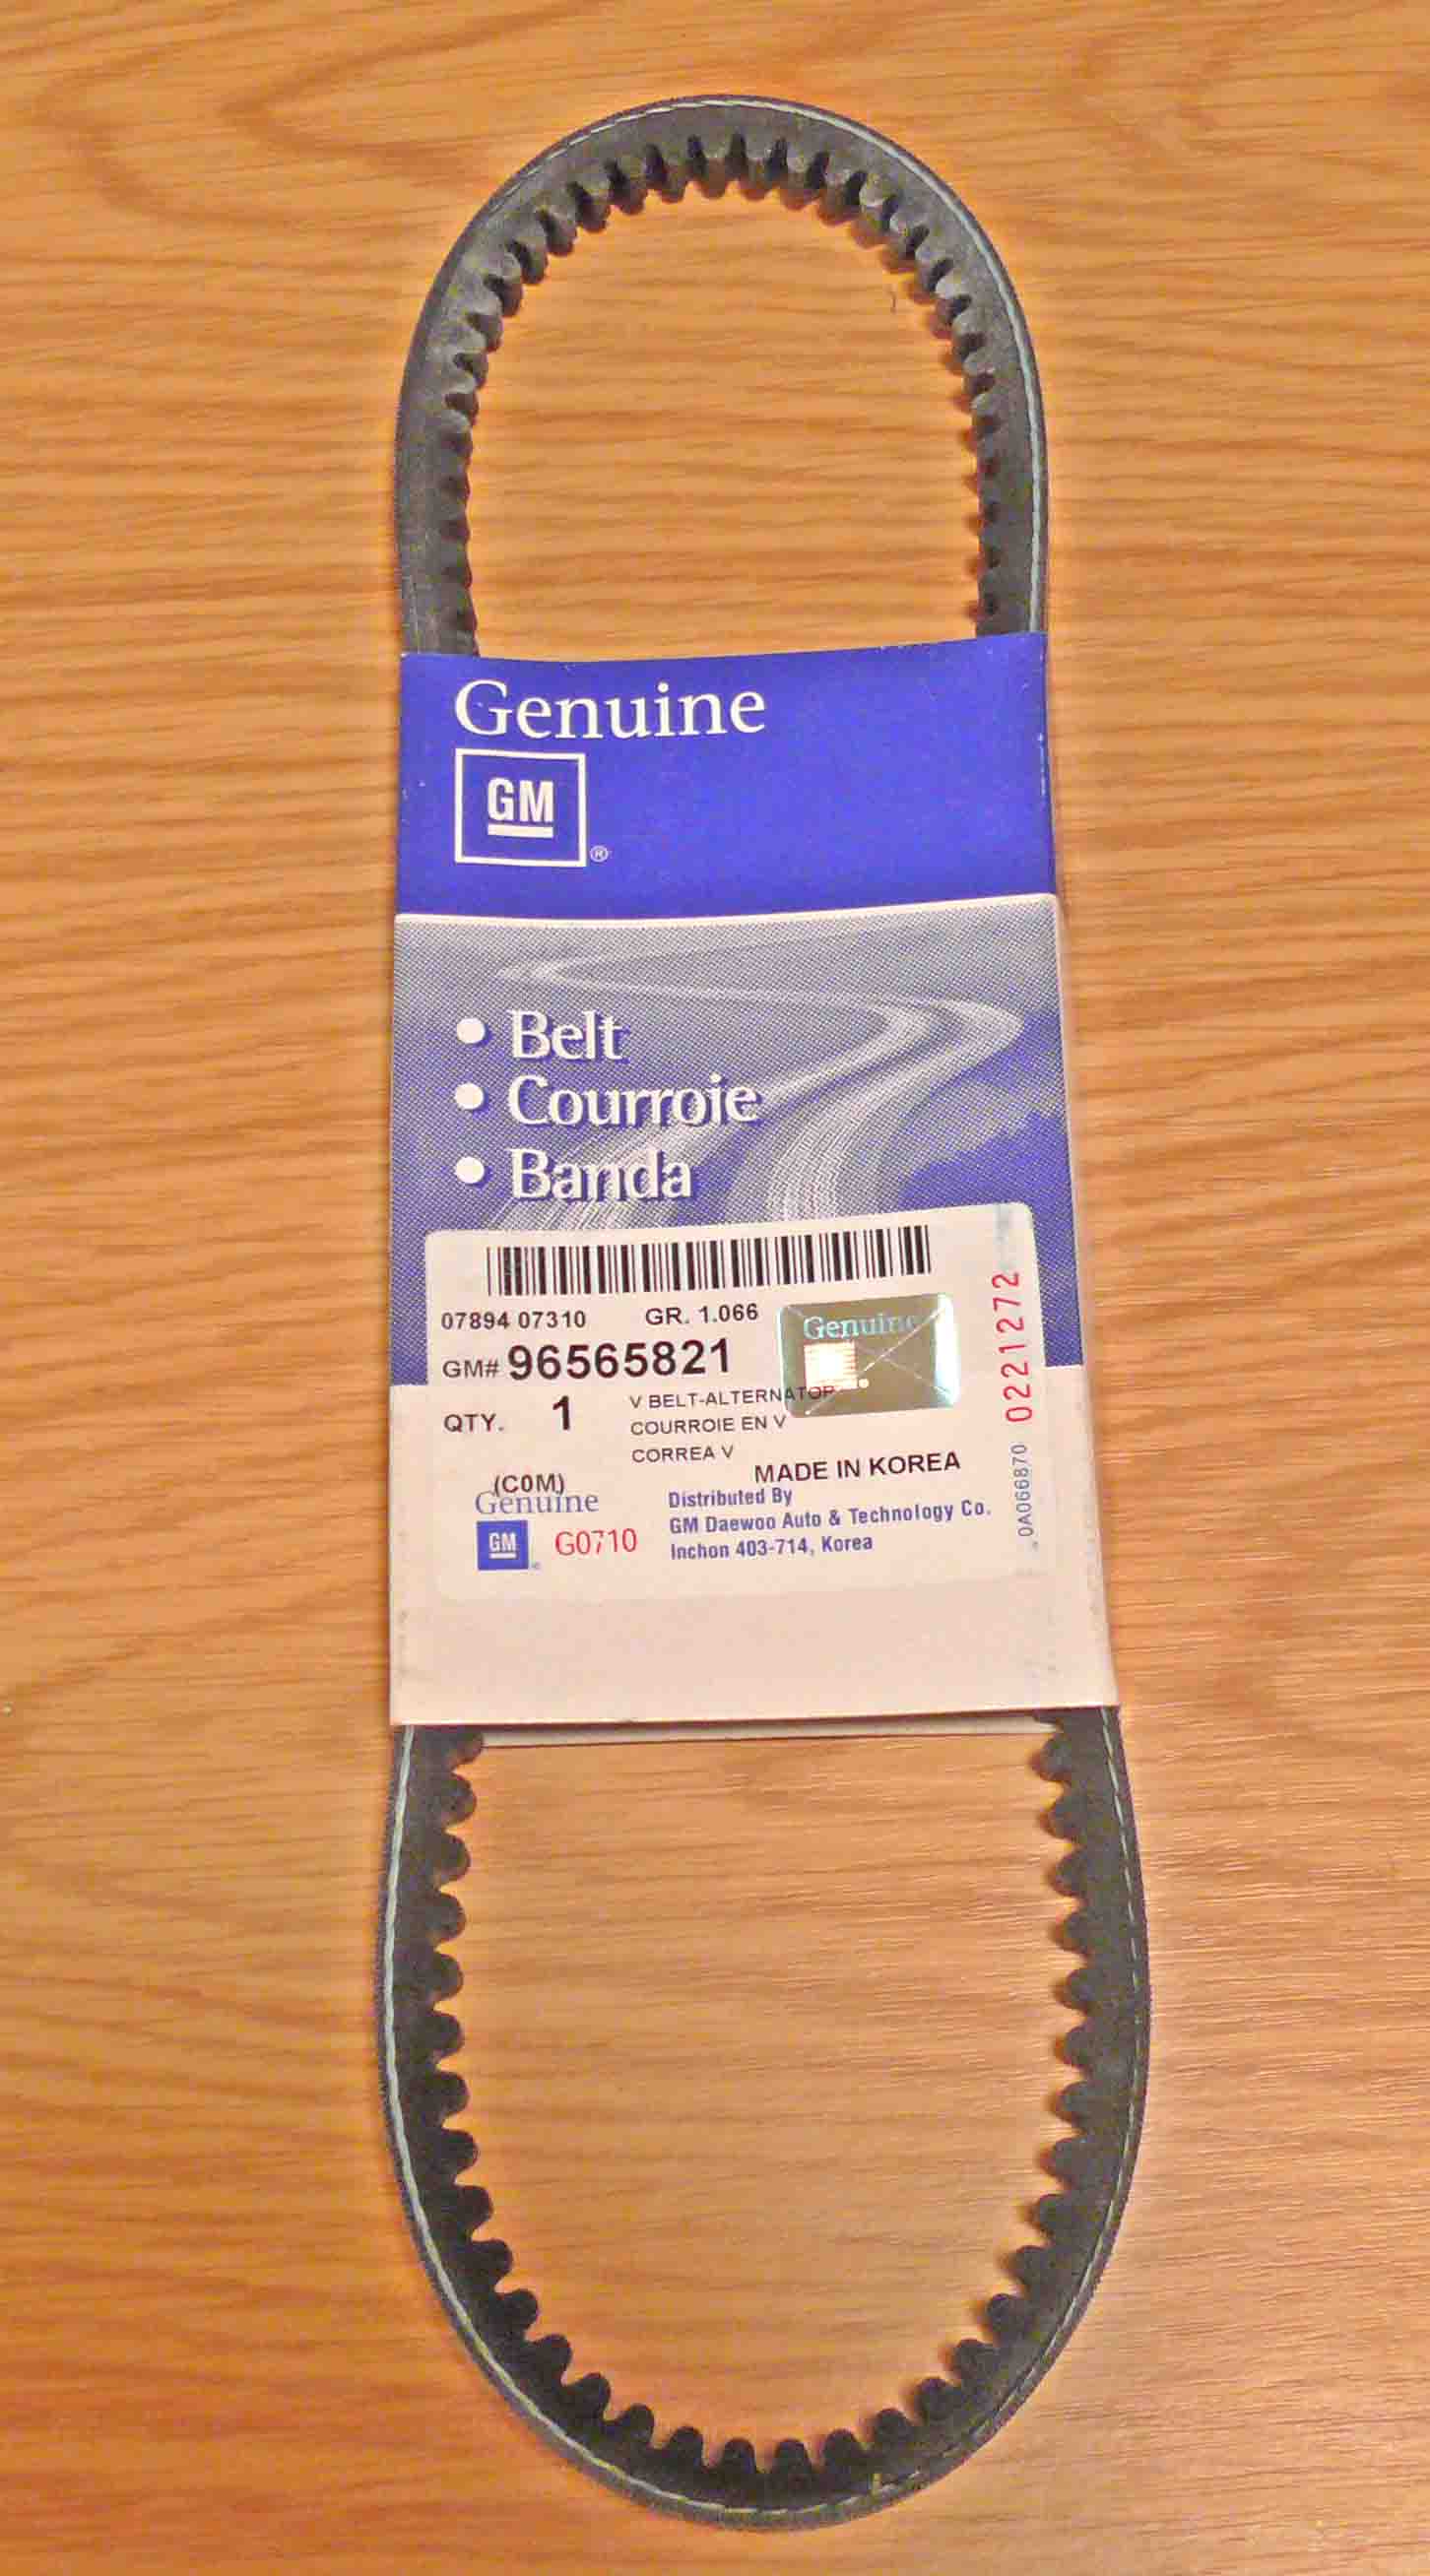 Genuine
GM
®
• Belt
• Courroie
• Banda
07894 07310 GR. 1.066
Genuine
GM# 96565821
QTY. 1 V BELT-ALTERNATOR
COURROIE EN V
CORREA V
MADE IN KOREA
(C0M)
Genuine
GM G0710
Distributed By
GM Daewoo Auto & Technology Co.
Inchon 403-714, Korea
0A066870 0221272